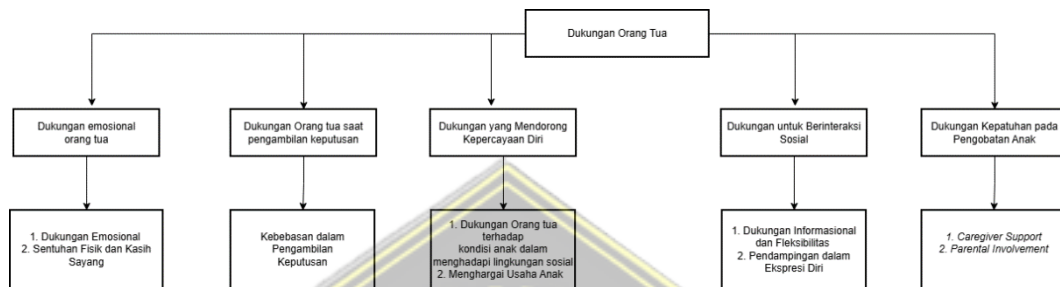 Dukungan Orang Tua
Dukungan emosional
orang tua
Dukungan Orang tua saat
pengambilan keputusan
Dukungan yang Mendorong
Kepercayaan Diri
Dukungan untuk Berinteraksi
Sosial
Dukungan Kepatuhan pada
Pengobatan Anak
1. Dukungan Emosional
2. Sentuhan Fisik dan Kasih
Sayang
Kebebasan dalam
Pengambilan
Keputusan
1. Dukungan Orang tua
terhadap
kondisi anak dalam
menghadapi lingkungan sosial
2. Menghargai Usaha Anak
1. Dukungan Informasional
dan Fleksibilitas
2. Pendampingan dalam
Ekspresi Diri
1. Caregiver Support
2. Parental Involvement